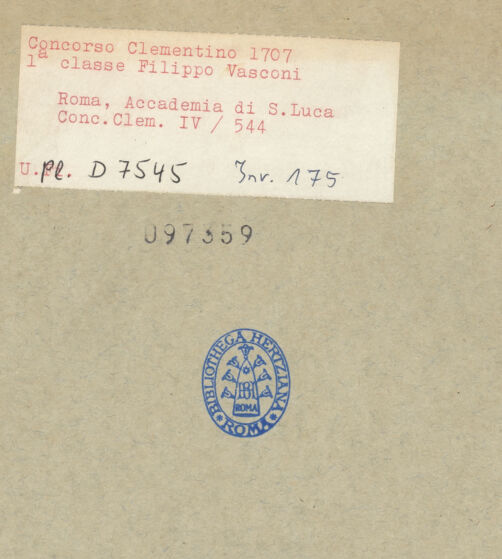 Concorso Clementino 1707
1a classe Filippo Vasconi
Roma, Accademia di S.Luca
Conc.Clem. IV / 544
pl. D 7545 Inv. 175
097359
BIBLIOTHECA HERTZIANA
ROMA
ROMA